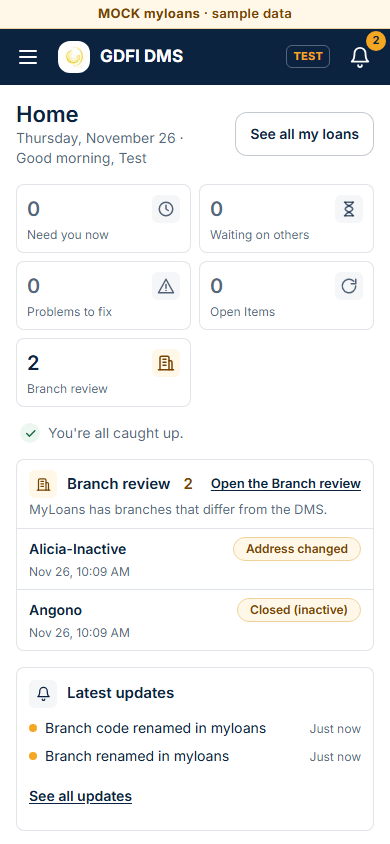 MOCK myloans · sample data
GDFI DMS
TEST
2
Home
Thursday, November 26 ·
Good morning, Test
See all my loans
0
Need you now
0
Waiting on others
0
Problems to fix
0
Open Items
2
Branch review
You're all caught up.
Branch review 2 Open the Branch review
MyLoans has branches that differ from the DMS.
Alicia-Inactive Address changed
Nov 26, 10:09 AM
Angono Closed (inactive)
Nov 26, 10:09 AM
Latest updates
Branch code renamed in myloans Just now
Branch renamed in myloans Just now
See all updates